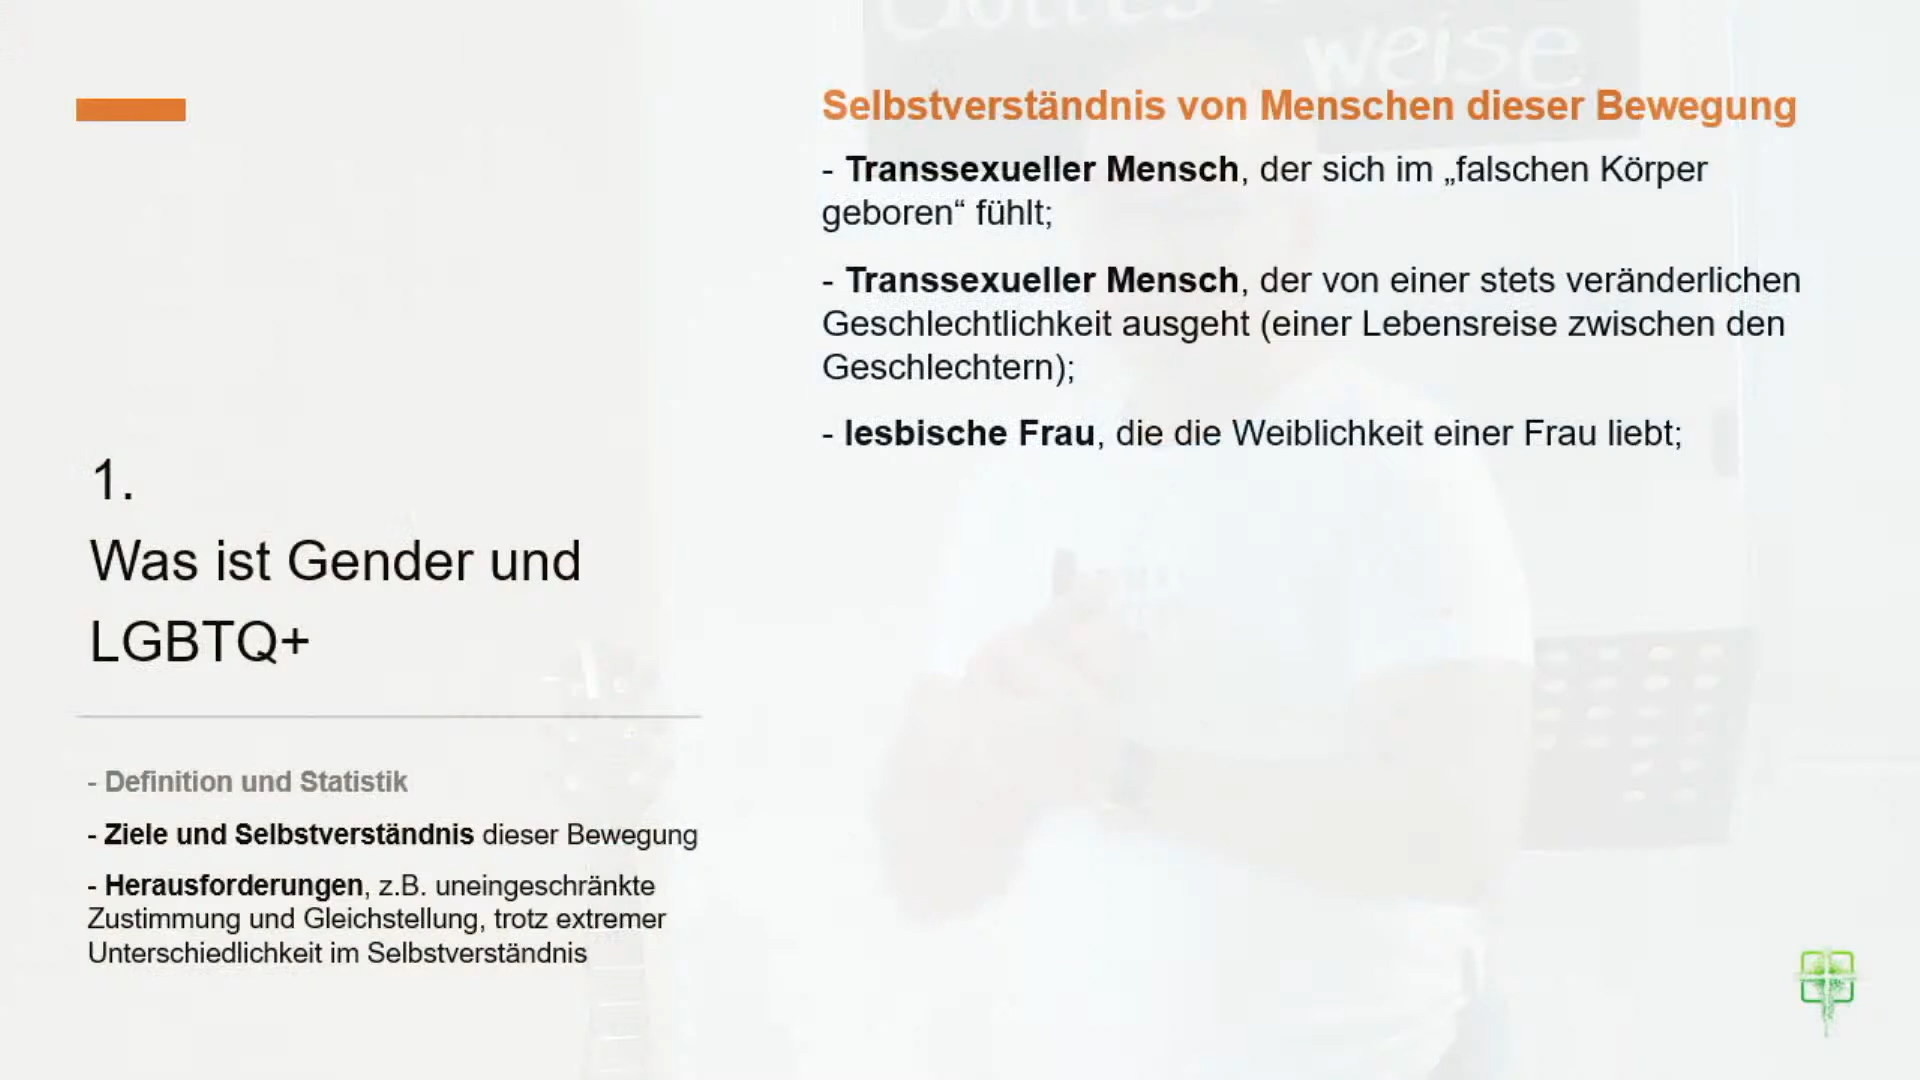 Gottes
weise
Selbstverständnis von Menschen dieser Bewegung
- Transsexueller Mensch, der sich im „falschen Körper
geboren“ fühlt;
- Transsexueller Mensch, der von einer stets veränderlichen
Geschlechtlichkeit ausgeht (einer Lebensreise zwischen den
Geschlechtern);
- lesbische Frau, die die Weiblichkeit einer Frau liebt;
1.
Was ist Gender und
LGBTQ+
- Definition und Statistik
- Ziele und Selbstverständnis dieser Bewegung
- Herausforderungen, z.B. uneingeschränkte
Zustimmung und Gleichstellung, trotz extremer
Unterschiedlichkeit im Selbstverständnis